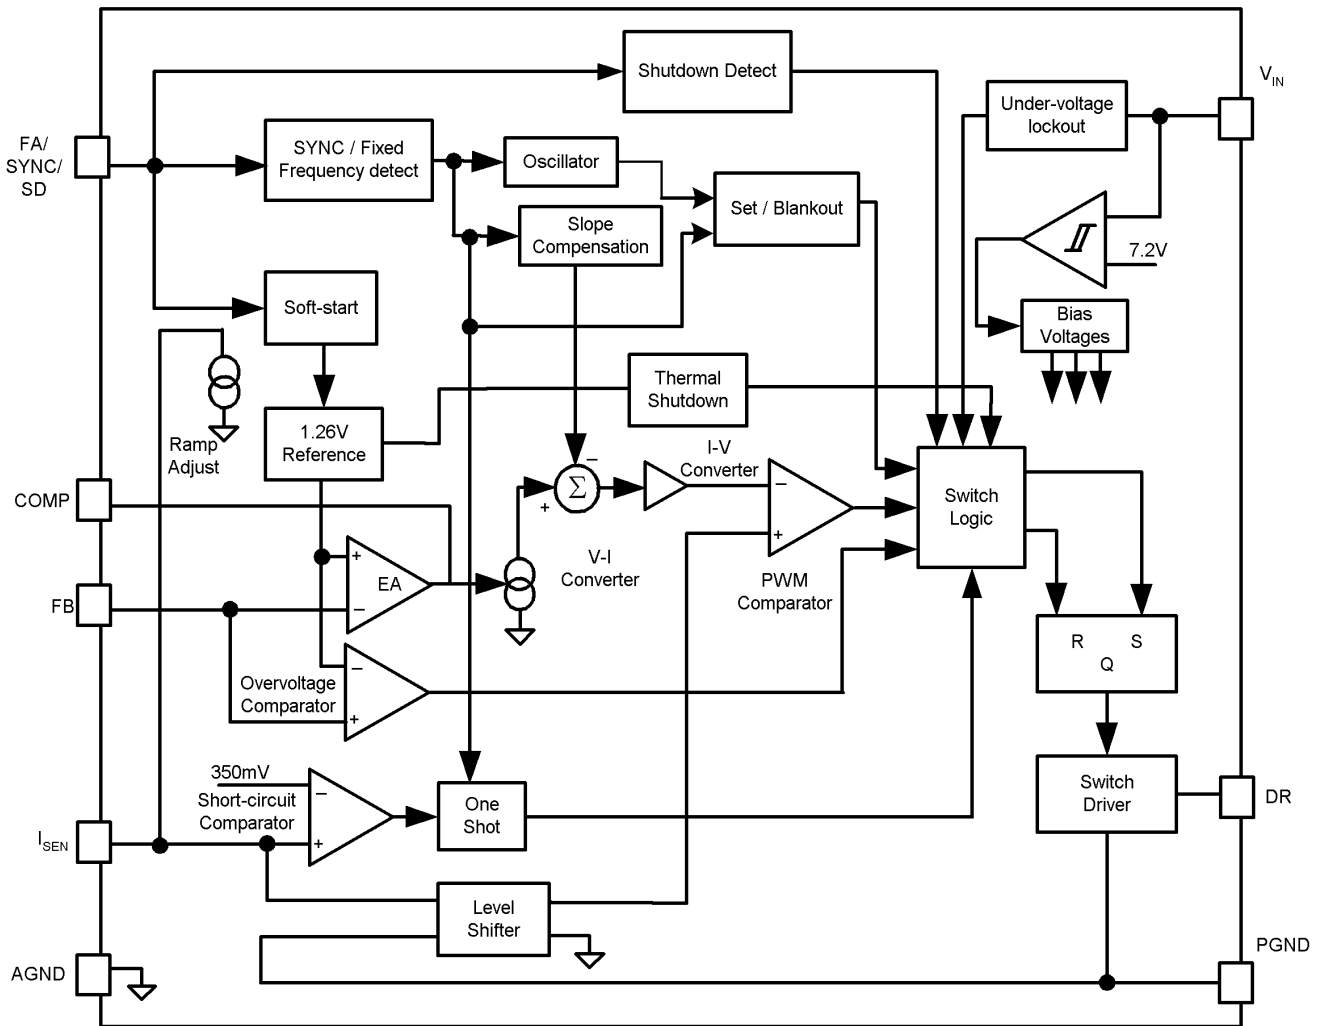 Shutdown Detect
V_IN
Under-voltage
lockout
FA/
SYNC/
SD
SYNC / Fixed
Frequency detect
Oscillator
Set / Blankout
Slope
Compensation
7.2V
Soft-start
Bias
Voltages
Thermal
Shutdown
1.26V
Reference
Ramp
Adjust
I-V
Converter
−
Σ
+
−
+
Switch
Logic
COMP
V-I
Converter
PWM
Comparator
+
EA
−
FB
R S
Q
−
Overvoltage
Comparator
+
350mV
Short-circuit
Comparator
−
+
One
Shot
Switch
Driver
DR
I_SEN
Level
Shifter
PGND
AGND